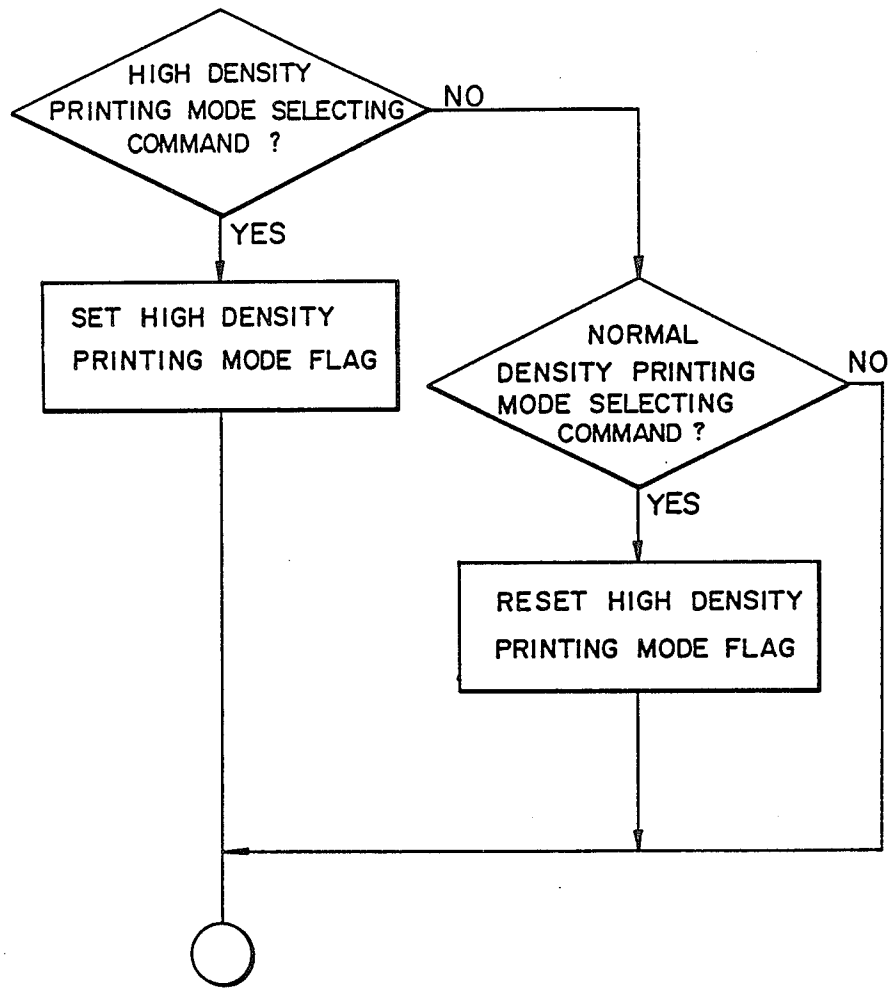 HIGH DENSITY
PRINTING MODE SELECTING
COMMAND ?
NO
YES
SET HIGH DENSITY
PRINTING MODE FLAG
NORMAL
DENSITY PRINTING
MODE SELECTING
COMMAND ?
NO
YES
RESET HIGH DENSITY
PRINTING MODE FLAG